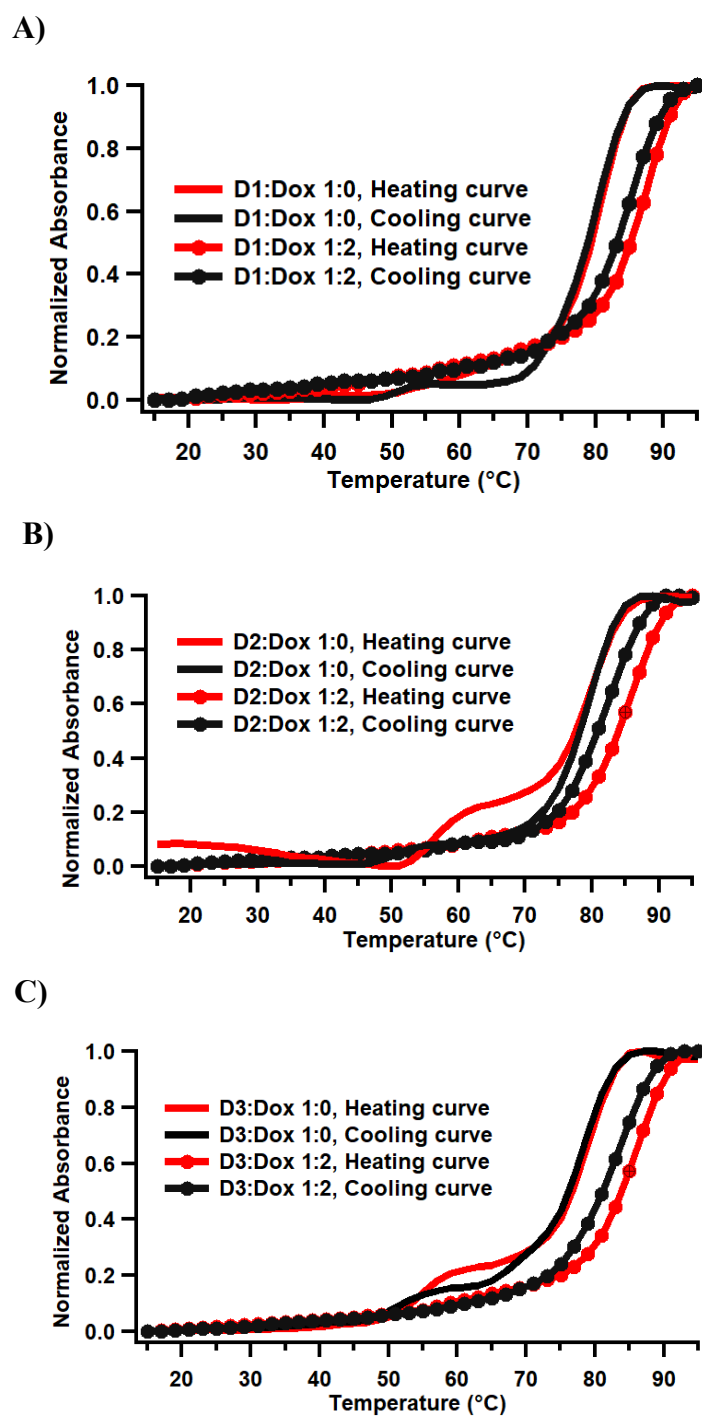 A)
Normalized Absorbance
1.0
0.8
0.6
0.4
0.2
0.0
D1:Dox 1:0, Heating curve
D1:Dox 1:0, Cooling curve
D1:Dox 1:2, Heating curve
D1:Dox 1:2, Cooling curve
20 30 40 50 60 70 80 90
Temperature (°C)
B)
Normalized Absorbance
1.0
0.8
0.6
0.4
0.2
0.0
D2:Dox 1:0, Heating curve
D2:Dox 1:0, Cooling curve
D2:Dox 1:2, Heating curve
D2:Dox 1:2, Cooling curve
20 30 40 50 60 70 80 90
Temperature (°C)
C)
Normalized Absorbance
1.0
0.8
0.6
0.4
0.2
0.0
D3:Dox 1:0, Heating curve
D3:Dox 1:0, Cooling curve
D3:Dox 1:2, Heating curve
D3:Dox 1:2, Cooling curve
20 30 40 50 60 70 80 90
Temperature (°C)